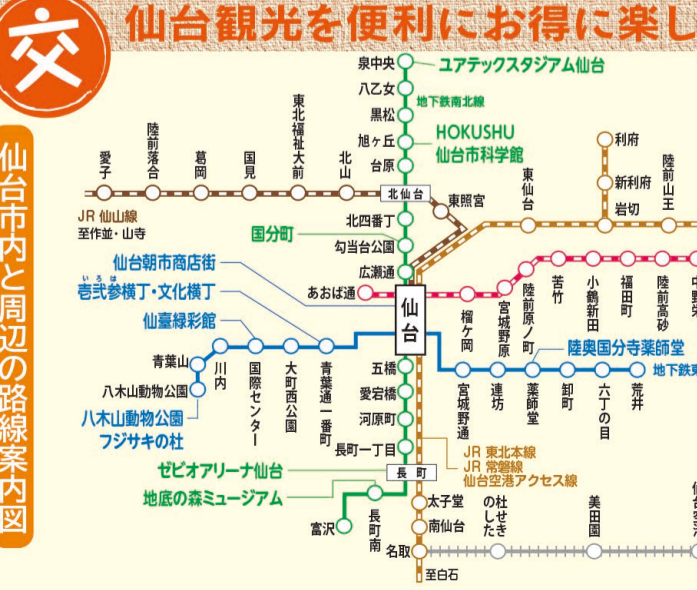 交
仙台観光を便利にお得に楽し
仙台市内と周辺の路線案内図
泉中央
ユアテックスタジアム仙台
八乙女
地下鉄南北線
黒松
旭ヶ丘
HOKUSHU
仙台市科学館
台原
利府
新利府
岩切
陸前山王
東仙台
愛子
陸前落合
葛岡
国見
東北福祉大前
北山
北仙台
東照宮
JR 仙山線
至作並・山寺
北四番丁
国分町
勾当台公園
広瀬通
仙台朝市商店街
いろは
壱弐参横丁・文化横丁
あおば通
仙台
榴ケ岡
宮城野原
陸前原ノ町
苦竹
小鶴新田
福田町
陸前高砂
仙臺緑彩館
陸奥国分寺薬師堂
青葉山
八木山動物公園
川内
国際センター
大町西公園
青葉通一番町
五橋
愛宕橋
河原町
長町一丁目
宮城野通
連坊
薬師堂
卸町
六丁の目
荒井
地下鉄東
八木山動物公園
フジサキの杜
ゼビオアリーナ仙台
長町
JR 東北本線
JR 常磐線
仙台空港アクセス線
地底の森ミュージアム
富沢
長町南
太子堂
南仙台
名取
杜せきのした
美田園
至白石